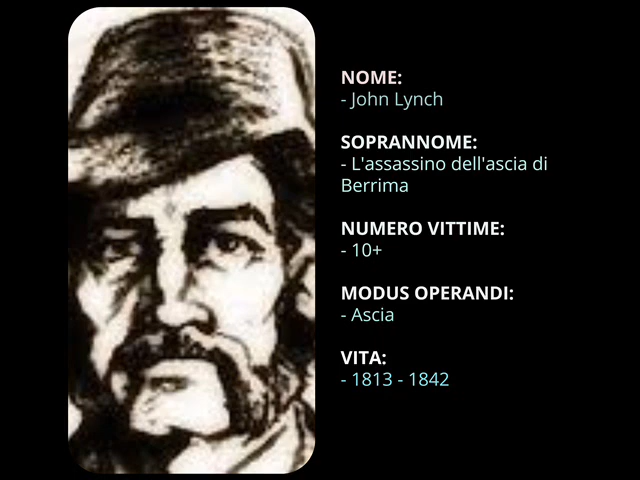 NOME:
- John Lynch
SOPRANNOME:
- L'assassino dell'ascia di
Berrima
NUMERO VITTIME:
- 10+
MODUS OPERANDI:
- Ascia
VITA:
- 1813 - 1842